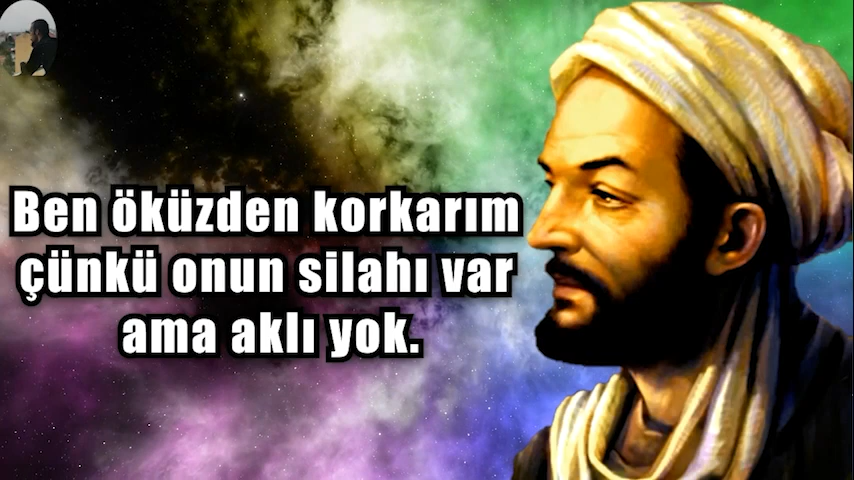 Ben öküzden korkarım
çünkü onun silahı var
ama aklı yok.